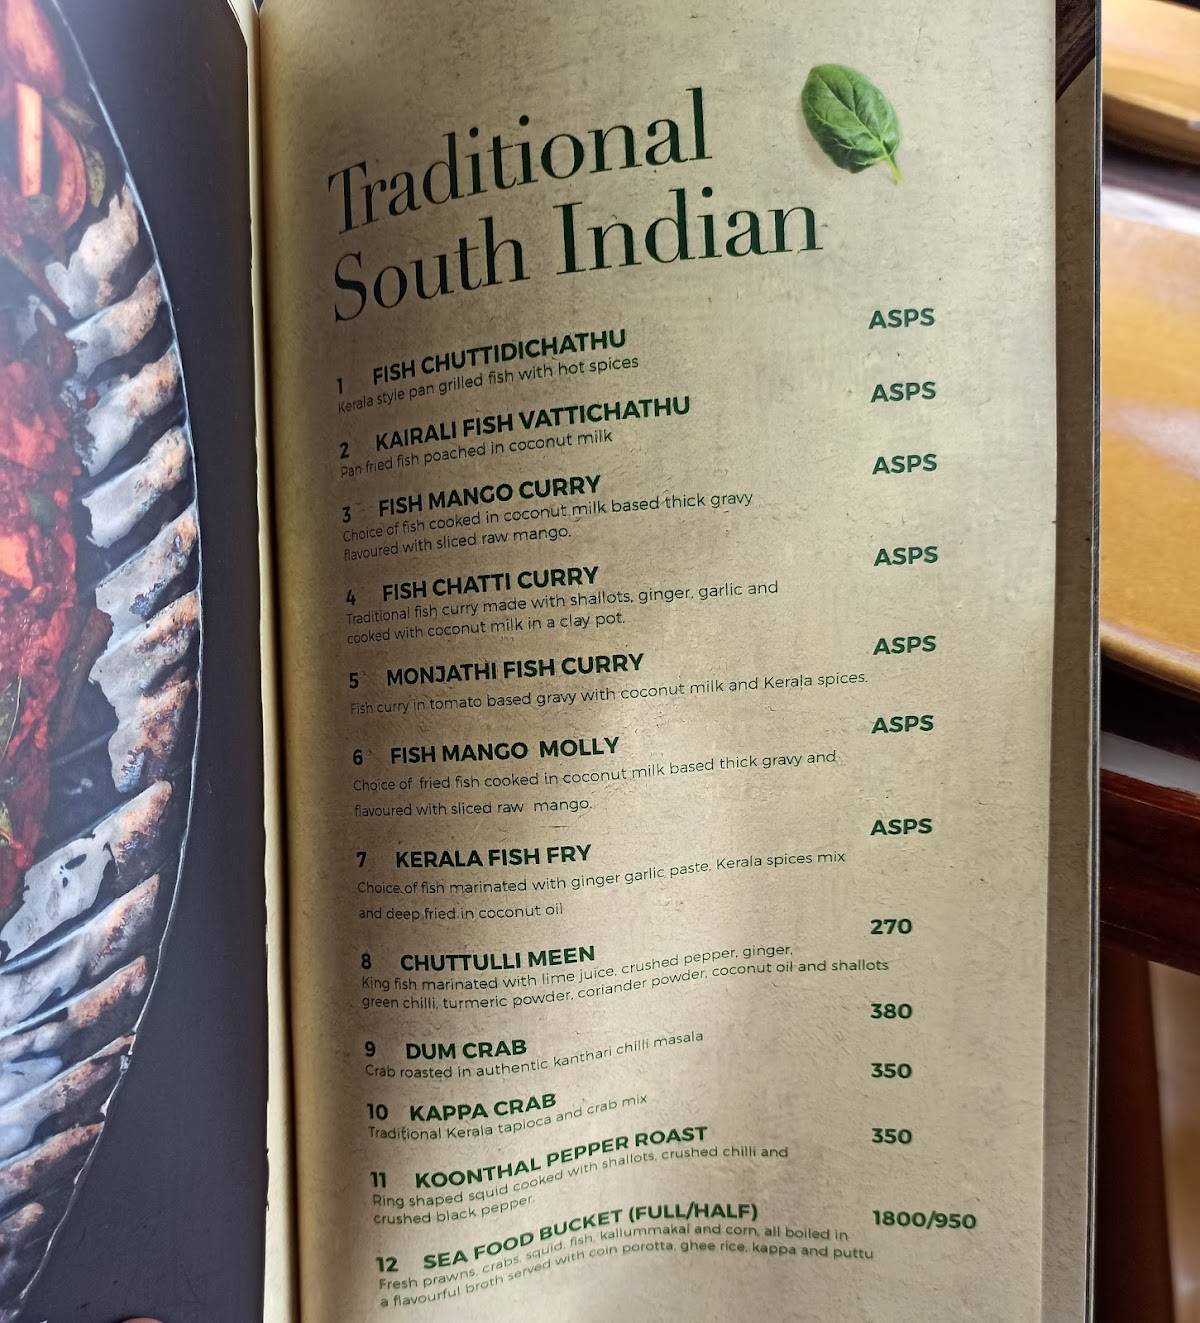 Traditional
South Indian
1 FISH CHUTTIDICHATHU ASPS
Kerala style pan grilled fish with hot spices
2 KAIRALI FISH VATTICHATHU ASPS
Pan fried fish poached in coconut milk
3 FISH MANGO CURRY ASPS
Choice of fish cooked in coconut milk based thick gravy
flavoured with sliced raw mango.
4 FISH CHATTI CURRY ASPS
Traditional fish curry made with shallots, ginger, garlic and
cooked with coconut milk in a clay pot.
5 MONJATHI FISH CURRY ASPS
Fish curry in tomato based gravy with coconut milk and Kerala spices.
6 FISH MANGO MOLLY ASPS
Choice of fried fish cooked in coconut milk based thick gravy and
flavoured with sliced raw mango.
7 KERALA FISH FRY ASPS
Choice of fish marinated with ginger garlic paste, Kerala spices mix
and deep fried in coconut oil
8 CHUTTULLI MEEN 270
King fish marinated with lime juice, crushed pepper, ginger,
green chilli, turmeric powder, coriander powder, coconut oil and shallots
9 DUM CRAB 380
Crab roasted in authentic kanthari chilli masala
10 KAPPA CRAB 350
Traditional Kerala tapioca and crab mix
11 KOONTHAL PEPPER ROAST 350
Ring shaped squid cooked with shallots, crushed chilli and
crushed black pepper.
12 SEA FOOD BUCKET (FULL/HALF) 1800/950
Fresh prawns, crabs, squid, fish, kallummakai and corn, all boiled in
a flavourful broth served with coin porotta, ghee rice, kappa and puttu